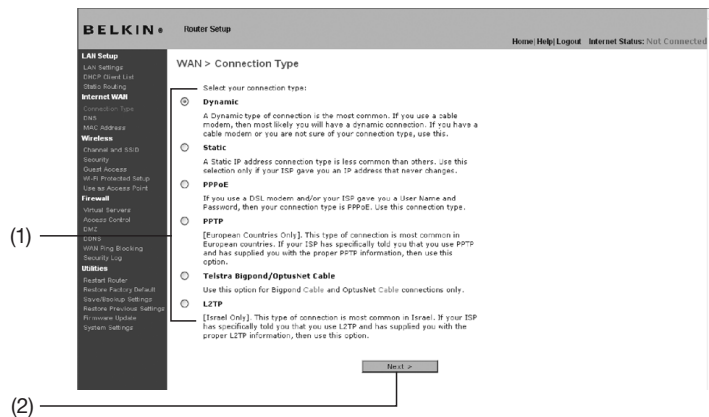 BELKIN®
Router Setup
Home|Help|Logout Internet Status: Not Connected
LAN Setup
LAN Settings
DHCP Client List
Static Routing
Internet WAN
Connection Type
DNS
MAC Address
Wireless
Channel and SSID
Security
Guest Access
Wi-Fi Protected Setup
Use as Access Point
Firewall
Virtual Servers
Access Control
DMZ
DDNS
WAN Ping Blocking
Security Log
Utilities
Restart Router
Restore Factory Default
Save/Backup Settings
Restore Previous Settings
Firmware Update
System Settings
WAN > Connection Type
Select your connection type:
Dynamic
A Dynamic type of connection is the most common. If you use a cable
modem, then most likely you will have a dynamic connection. If you have a
cable modem or you are not sure of your connection type, use this.
Static
A Static IP address connection type is less common than others. Use this
selection only if your ISP gave you an IP address that never changes.
PPPoE
If you use a DSL modem and/or your ISP gave you a User Name and
Password, then your connection type is PPPoE. Use this connection type.
PPTP
[European Countries Only]. This type of connection is most common in
European countries. If your ISP has specifically told you that you use PPTP
and has supplied you with the proper PPTP information, then use this
option.
Telstra Bigpond/OptusNet Cable
Use this option for Bigpond Cable and OptusNet Cable connections only.
L2TP
[Israel Only]. This type of connection is most common in Israel. If your ISP
has specifically told you that you use L2TP and has supplied you with the
proper L2TP information, then use this option.
Next >
(1)
(2)